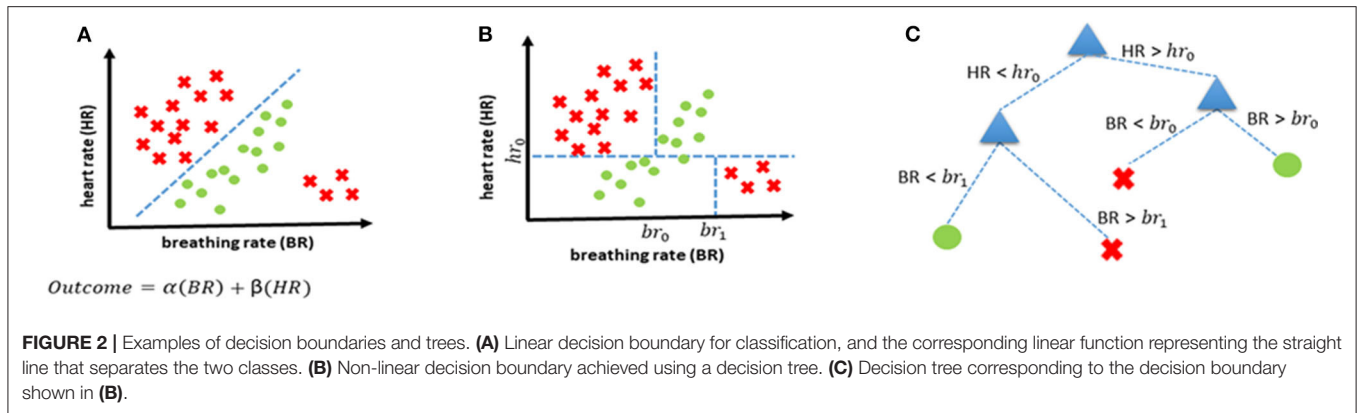 A
heart rate (HR)
breathing rate (BR)
Outcome = α(BR) + β(HR)
B
heart rate (HR)
hr₀
br₀
br₁
breathing rate (BR)
C
HR > hr₀
HR < hr₀
BR < br₀
BR > br₀
BR < br₁
BR > br₁
FIGURE 2 | Examples of decision boundaries and trees. (A) Linear decision boundary for classification, and the corresponding linear function representing the straight
line that separates the two classes. (B) Non-linear decision boundary achieved using a decision tree. (C) Decision tree corresponding to the decision boundary
shown in (B).